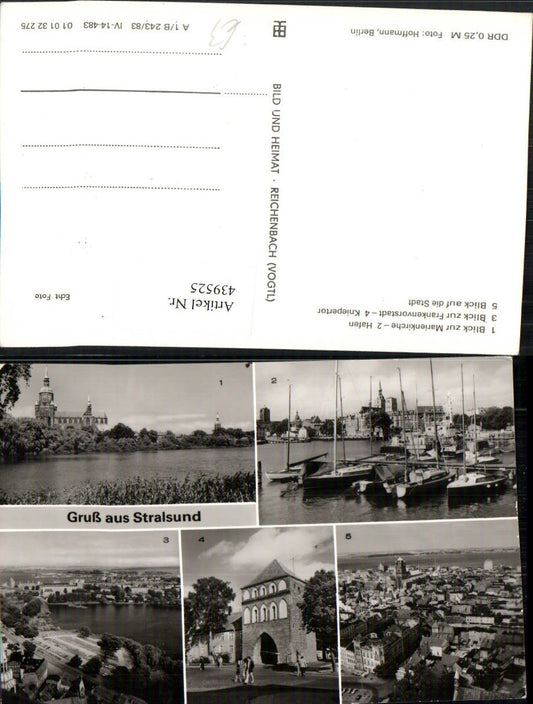 1 Blick zur Marienkirche – 2 Hafen
3 Blick zur Frankenvorstadt – 4 Kniepertor
5 Blick auf die Stadt
Artikel Nr.
439525
Echt Foto
BILD UND HEIMAT · REICHENBACH (VOGTL)
DDR 0,25 M Foto: Hoffmann, Berlin
A 1/B 243/83 IV-14-483 01 01 32 275
1
2
Gruß aus Stralsund
3
4
5